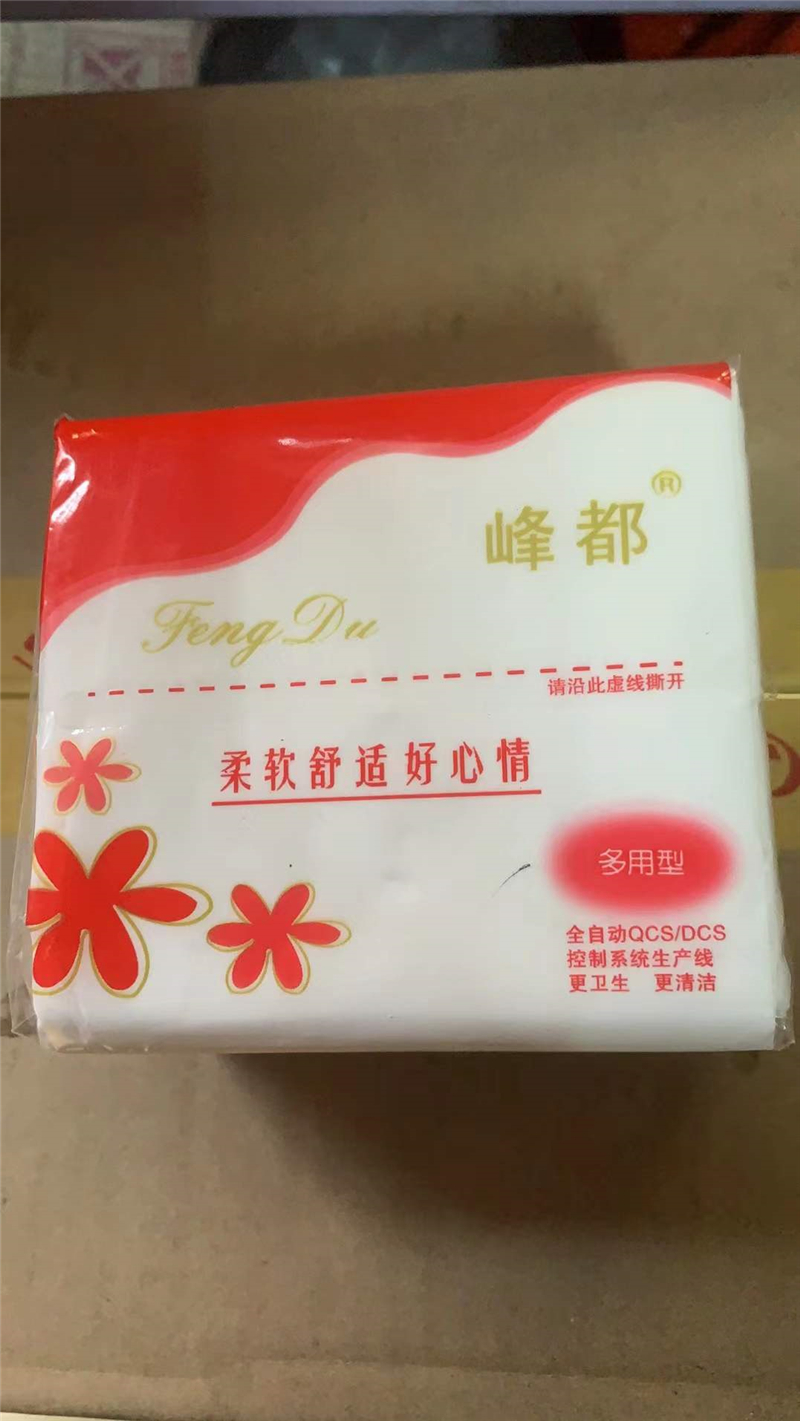 峰都®
Feng Du
请沿此虚线撕开
柔软舒适好心情
多用型
全自动QCS/DCS
控制系统生产线
更卫生 更清洁